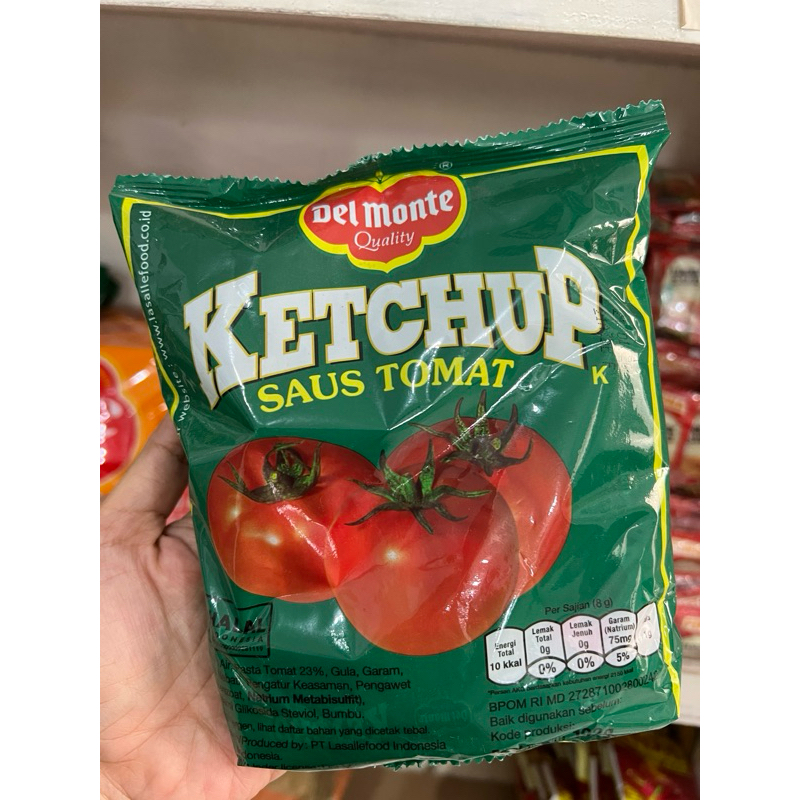 ®
Del Monte
Quality
website : www.lasallefood.co.id
KETCHUP
SAUS TOMAT
K
HALAL
Per Sajian (8 g)
Energi Total 10 kkal
Lemak Total 0g 0%
Lemak Jenuh 0g 0%
Garam (Natrium) 75mg 5%
Pasta Tomat 23%, Gula, Garam,
Pengatur Keasaman, Pengawet
Natrium Metabisulfit),
Glikosida Steviol, Bumbu.
lihat daftar bahan yang dicetak tebal.
Produced by: PT Lasallefood Indonesia
BPOM RI MD
Baik digunakan sebelum:
Kode produksi